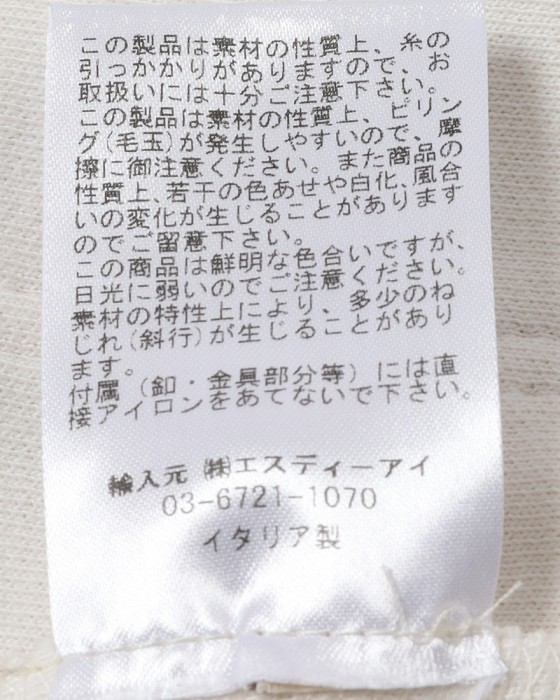 この製品は素材の性質上、糸の
引っかかりがありますので、お
取扱いには十分ご注意下さい。
この製品は素材の性質上、ピリン
グ(毛玉)が発生しやすいので、摩
擦に御注意ください。また商品の
性質上、若干の色あせや白化、風合
いの変化が生じることがあります
のでご留意下さい。
この商品は鮮明な色合いですが、
日光に弱いのでご注意ください。
素材の特性上により、多少のね
じれ(斜行)が生じることがあり
ます。
付属（釦・金具部分等）には直
接アイロンをあてないで下さい。
輸入元 ㈱エスティーアイ
03-6721-1070
イタリア製